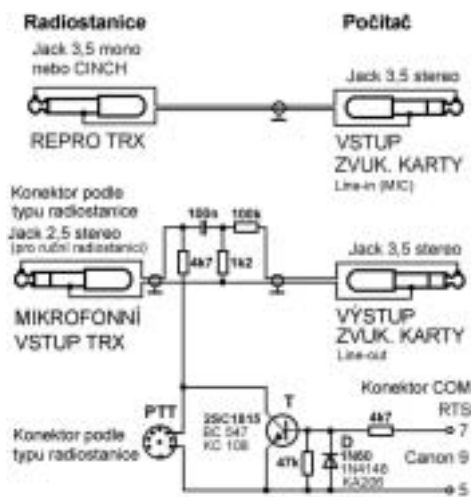 Radiostanice
Počítač
Jack 3,5 mono
nebo CINCH
Jack 3,5 stereo
REPRO TRX
VSTUP
ZVUK. KARTY
Line-in (MIC)
Konektor podle
typu radiostanice
Jack 2,5 stereo
(pro ruční radiostanici)
100n
100k
4k7
1k2
Jack 3,5 stereo
MIKROFONNÍ
VSTUP TRX
VÝSTUP
ZVUK. KARTY
Line-out
Konektor COM
RTS
PTT
T
2SC1815
BC 547
KC 108
4k7
7
Konektor podle
typu radiostanice
47k
D
1N60
1N4148
KA206
Canon 9
5